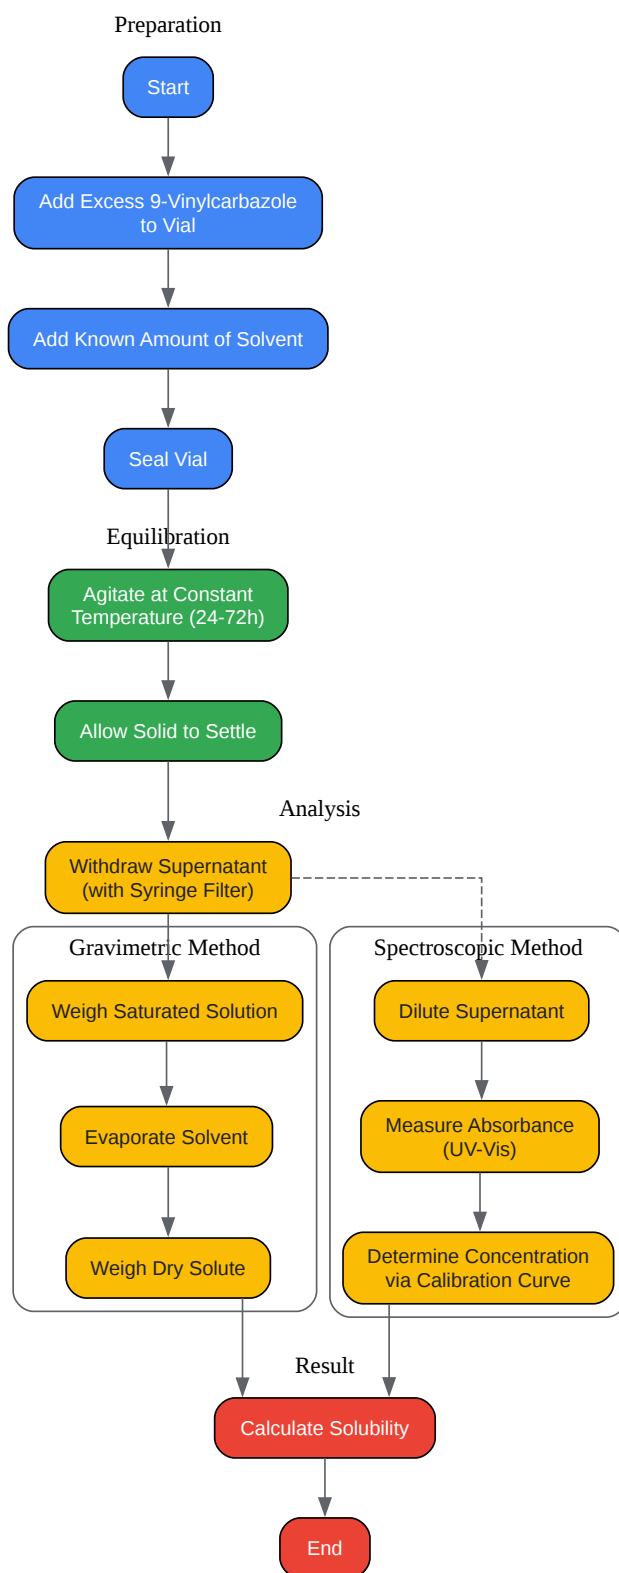 Preparation
Start
Add Excess 9-Vinylcarbazole
to Vial
Add Known Amount of Solvent
Seal Vial
Equilibration
Agitate at Constant
Temperature (24-72h)
Allow Solid to Settle
Analysis
Withdraw Supernatant
(with Syringe Filter)
Gravimetric Method
Weigh Saturated Solution
Evaporate Solvent
Weigh Dry Solute
Spectroscopic Method
Dilute Supernatant
Measure Absorbance
(UV-Vis)
Determine Concentration
via Calibration Curve
Result
Calculate Solubility
End